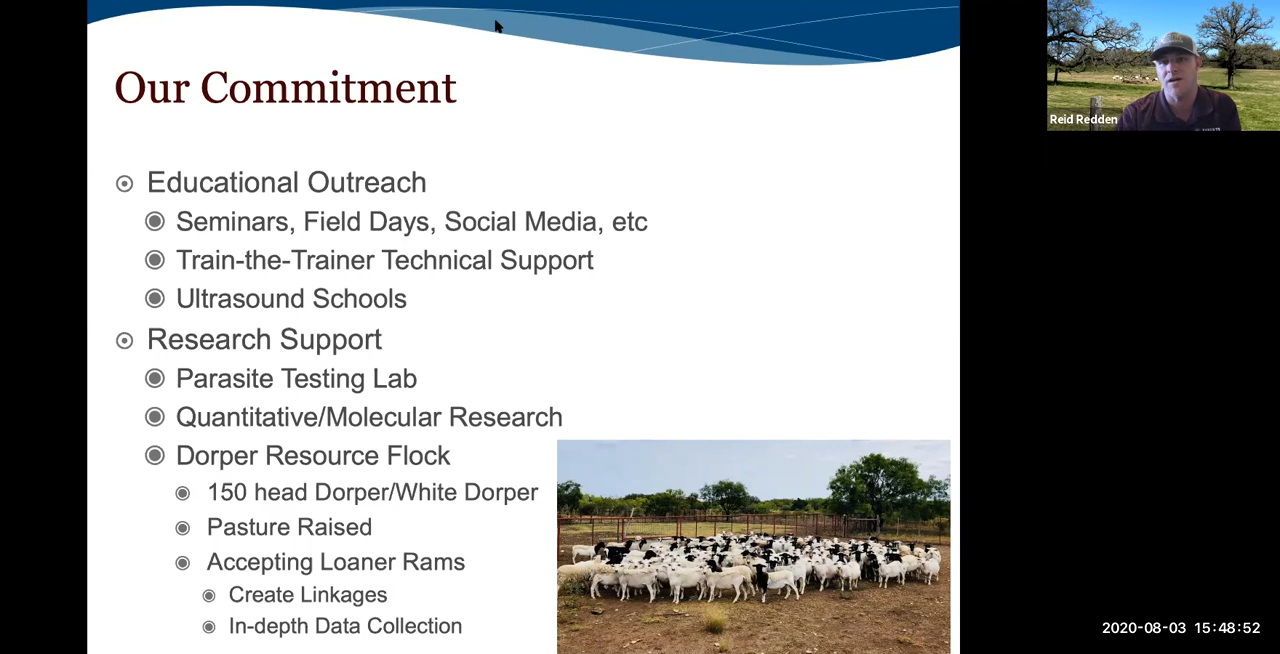 Our Commitment
Educational Outreach
Seminars, Field Days, Social Media, etc
Train-the-Trainer Technical Support
Ultrasound Schools
Research Support
Parasite Testing Lab
Quantitative/Molecular Research
Dorper Resource Flock
150 head Dorper/White Dorper
Pasture Raised
Accepting Loaner Rams
Create Linkages
In-depth Data Collection
Reid Redden
2020-08-03 15:48:52